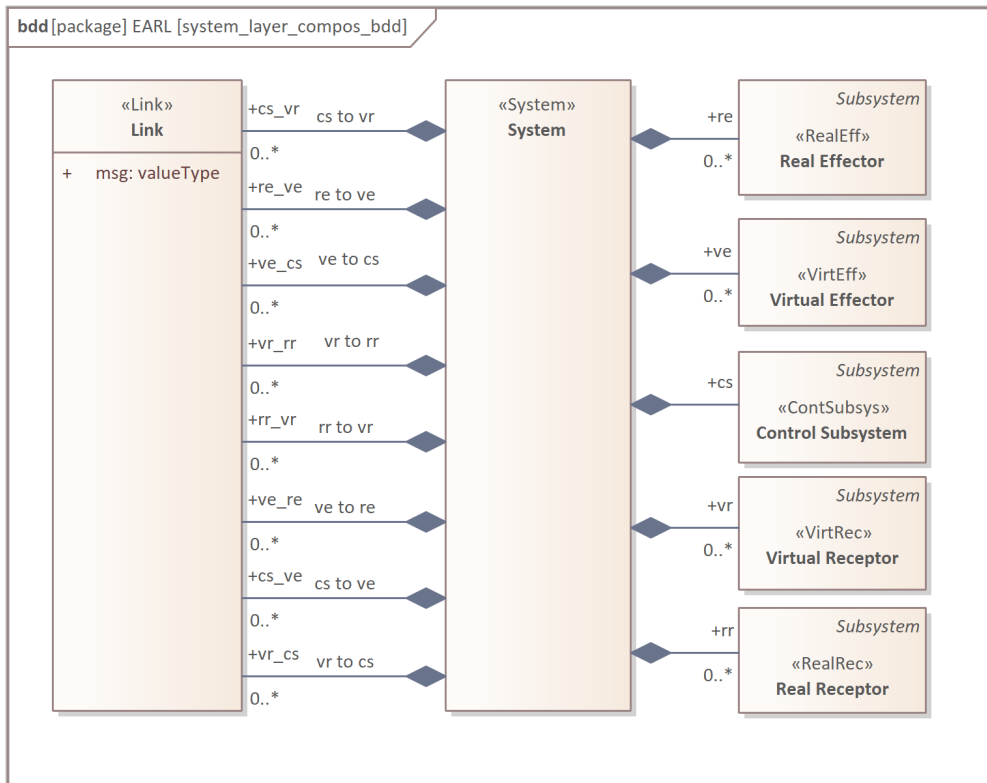 bdd [package] EARL [system_layer_compos_bdd]
«Link»
Link
+ msg: valueType
+cs_vr
cs to vr
0..*
+re_ve
re to ve
0..*
+ve_cs
ve to cs
0..*
+vr_rr
vr to rr
0..*
+rr_vr
rr to vr
0..*
+ve_re
ve to re
0..*
+cs_ve
cs to ve
0..*
+vr_cs
vr to cs
0..*
«System»
System
+re
0..*
Subsystem
«RealEff»
Real Effector
+ve
0..*
Subsystem
«VirtEff»
Virtual Effector
+cs
Subsystem
«ContSubsys»
Control Subsystem
+vr
0..*
Subsystem
«VirtRec»
Virtual Receptor
+rr
0..*
Subsystem
«RealRec»
Real Receptor